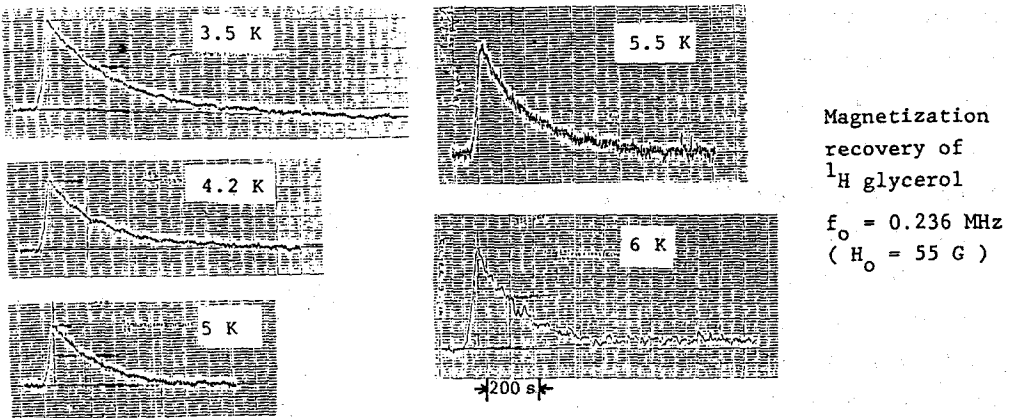 3.5 K
4.2 K
5 K
5.5 K
6 K
200 s
Magnetization
recovery of
¹H glycerol
f₀ = 0.236 MHz
( H₀ = 55 G )